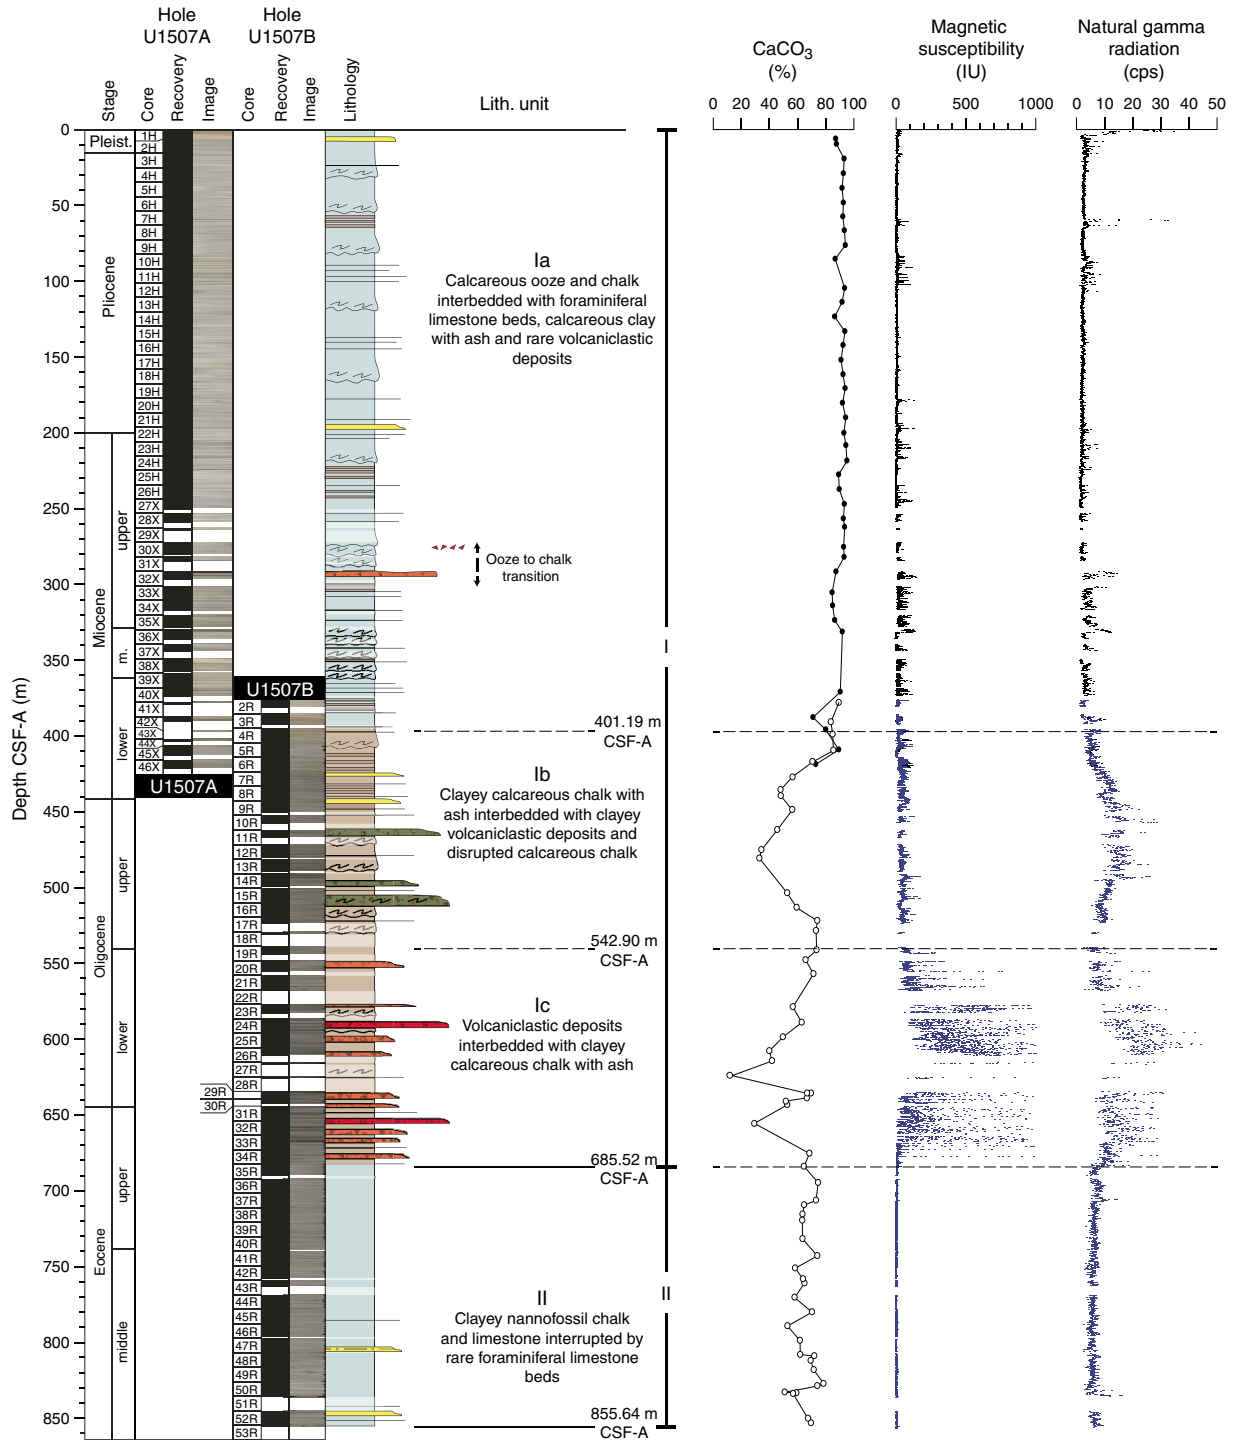 Hole
U1507A
Hole
U1507B
Stage
Core
Recovery
Image
Core
Recovery
Image
Lithology
Lith. unit
CaCO3
(%)
Magnetic
susceptibility
(IU)
Natural gamma
radiation
(cps)
0 20 40 60 80 100
0 500 1000
0 10 20 30 40 50
Depth CSF-A (m)
0
50
100
150
200
250
300
350
400
450
500
550
600
650
700
750
800
850
Pleist.
Pliocene
Miocene
upper
m.
lower
Oligocene
upper
lower
Eocene
upper
middle
1H
2H
3H
4H
5H
6H
7H
8H
9H
10H
11H
12H
13H
14H
15H
16H
17H
18H
19H
20H
21H
22H
23H
24H
25H
26H
27X
28X
29X
30X
31X
32X
33X
34X
35X
36X
37X
38X
39X
40X
41X
42X
43X
44X
45X
46X
U1507A
U1507B
2R
3R
4R
5R
6R
7R
8R
9R
10R
11R
12R
13R
14R
15R
16R
17R
18R
19R
20R
21R
22R
23R
24R
25R
26R
27R
28R
29R
30R
31R
32R
33R
34R
35R
36R
37R
38R
39R
40R
41R
42R
43R
44R
45R
46R
47R
48R
49R
50R
51R
52R
53R
Ia
Calcareous ooze and chalk
interbedded with foraminiferal
limestone beds, calcareous clay
with ash and rare volcaniclastic
deposits
Ooze to chalk
transition
I
401.19 m
CSF-A
Ib
Clayey calcareous chalk with
ash interbedded with clayey
volcaniclastic deposits and
disrupted calcareous chalk
542.90 m
CSF-A
Ic
Volcaniclastic deposits
interbedded with clayey
calcareous chalk with ash
685.52 m
CSF-A
II
II
Clayey nannofossil chalk
and limestone interrupted by
rare foraminiferal limestone
beds
855.64 m
CSF-A